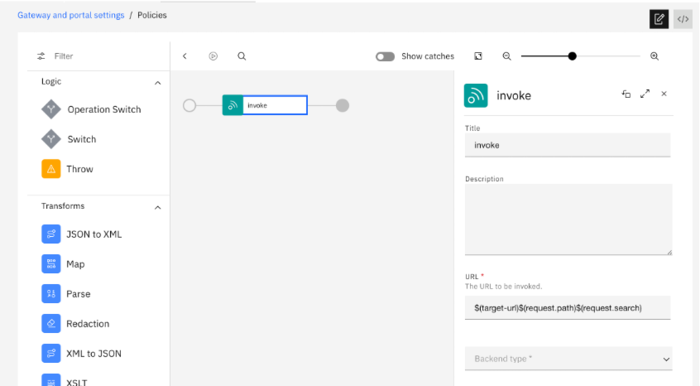 Gateway and portal settings / Policies
Filter
Show catches
Logic
Operation Switch
Switch
Throw
Transforms
JSON to XML
Map
Parse
Redaction
XML to JSON
XSLT
invoke
invoke
Title
invoke
Description
URL *
The URL to be invoked.
$(target-url)$(request.path)$(request.search)
Backend type *